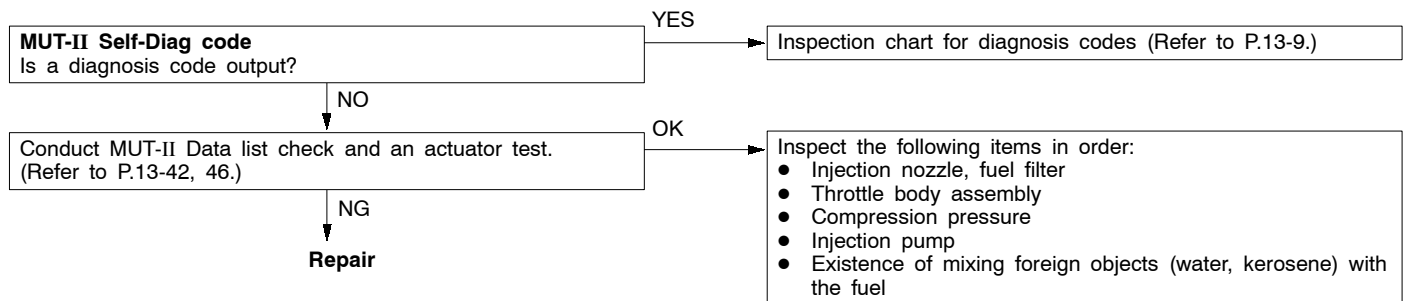 MUT-II Self-Diag code
Is a diagnosis code output?
YES
Inspection chart for diagnosis codes (Refer to P.13-9.)
NO
Conduct MUT-II Data list check and an actuator test.
(Refer to P.13-42, 46.)
OK
Inspect the following items in order:
● Injection nozzle, fuel filter
● Throttle body assembly
● Compression pressure
● Injection pump
● Existence of mixing foreign objects (water, kerosene) with
the fuel
NG
Repair